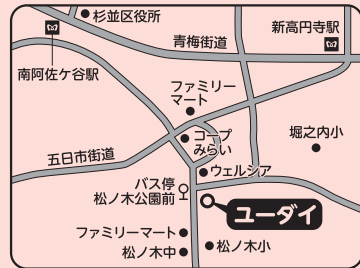 杉並区役所
青梅街道
新高円寺駅
南阿佐ケ谷駅
ファミリー
マート
コープ
みらい
堀之内小
五日市街道
ウェルシア
バス停
松ノ木公園前
ユーダイ
ファミリーマート
松ノ木小
松ノ木中